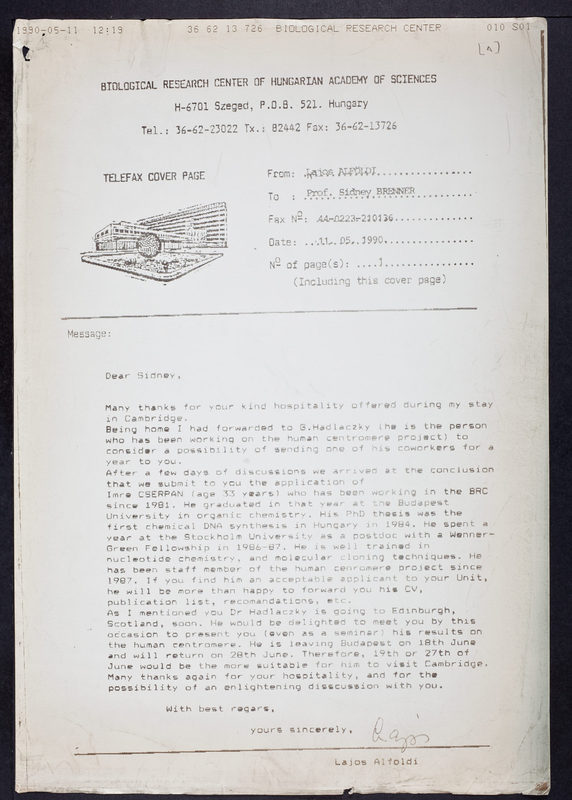 1990-05-11 12:19 36 62 13 726 BIOLOGICAL RESEARCH CENTER 010 S01
BIOLOGICAL RESEARCH CENTER OF HUNGARIAN ACADEMY OF SCIENCES
H-6701 Szeged, P.O.B. 521. Hungary
Tel.: 36-62-23022 Tx.: 82442 Fax: 36-62-13726
TELEFAX COVER PAGE
From: Lajos ALFÖLDI
To : Prof. Sidney BRENNER
Fax Nº: 44-0223-210136
Date: 11. 05. 1990
Nº of page(s): 1
(Including this cover page)
Message:
Dear Sidney,
Many thanks for your kind hospitality offered during my stay
in Cambridge.
Being home I had forwarded to G.Hadlaczky (he is the person
who has been working on the human centromere project) to
consider a possibility of sending one of his coworkers for a
year to you.
After a few days of discussions we arrived at the conclusion
that we submit to you the application of
Imre CSERPAN (age 33 years) who has been working in the BRC
since 1981. He graduated in that year at the Budapest
University in organic chemistry. His PhD thesis was the
first chemical DNA synthesis in Hungary in 1984. He spent a
year at the Stockholm University as a postdoc with a Wenner-
Green Fellowship in 1986-87. He is well trained in
nucleotide chemistry, and molecular cloning techniques. He
has been staff member of the human cenromere project since
1987. If you find him an acceptable applicant to your Unit,
he will be more than happy to forward you his CV,
publication list, recomandations, etc.
As I mentioned you Dr Hadlaczky is going to Edinburgh,
Scotland, soon. He would be delighted to meet you by this
occasion to present you (even as a seminar) his results on
the human centromere. He is leaving Budapest on 18th June
and will return on 28th June. Therefore, 19th or 27th of
June would be the more suitable for him to visit Cambridge.
Many thanks again for your hospitality, and for the
possibility of an enlightening disscussion with you.
With best regars,
yours sincerely, Lajos
Lajos Alfoldi